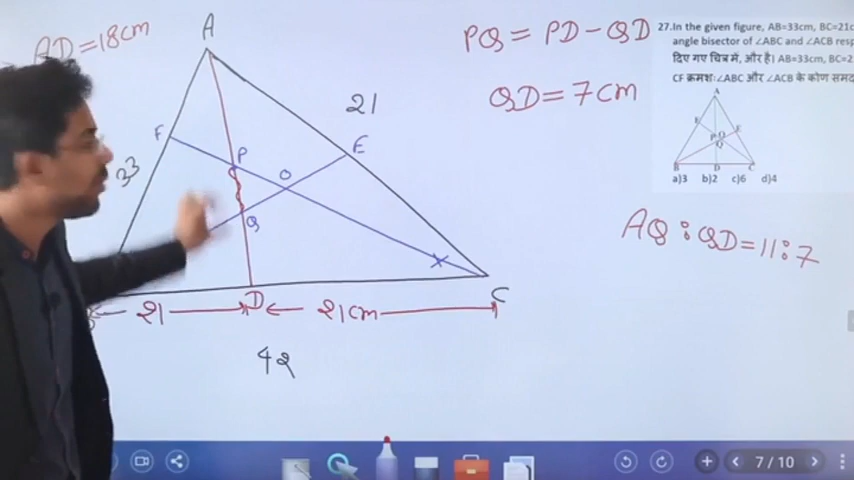 AD=18cm
PQ = PD-QD
QD=7cm
AQ:QD=11:7
A
21
F
E
33
P
O
Q
D
C
21
21cm
42
27.In the given figure, AB=33cm, BC=21c
angle bisector of ∠ABC and ∠ACB resp
दिए गए चित्र में, और है। AB=33cm, BC=2
CF क्रमशः∠ABC और ∠ACB के कोण समद
A
E
P
O
Q
B
D
C
a)3 b)2 c)6 d)4
7 / 10